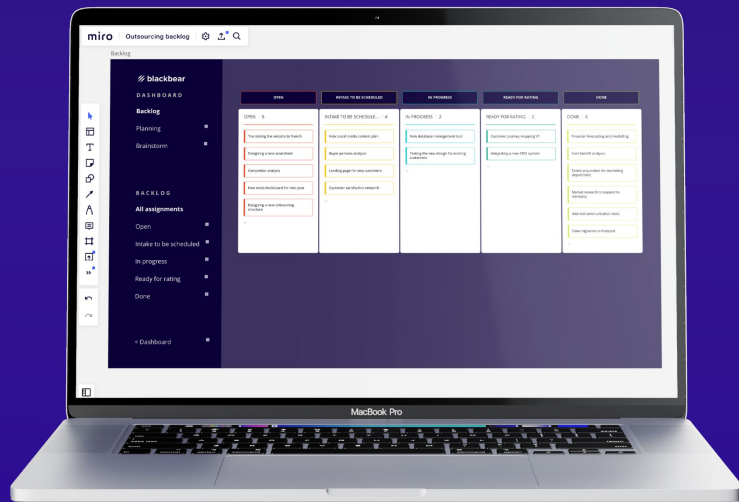 miro Outsourcing backlog
Backlog
blackbear
DASHBOARD
Backlog
Planning
Brainstorm
BACKLOG
All assignments
Open
Intake to be scheduled
In progress
Ready for rating
Done
< Dashboard
OPEN
INTAKE TO BE SCHEDULED
IN PROGRESS
READY FOR RATING
DONE
OPEN 5
Translating the website to French
Designing a new enrolment
Competitor analysis
New sales dashboard for next year
Designing a new onboarding
structure
INTAKE TO BE SCHEDULE... 4
New social media content plan
Buyer persona analysis
Landing page for new customers
Customer satisfaction research
IN PROGRESS 2
New database management tool
Testing the new design for existing
customers
READY FOR RATING 2
Customer journey mapping V1
Integrating a new CRM system
DONE 6
Financial forecasting and modelling
Cost benefit analysis
Talent acquisition for marketing
department
Market research to expand to
Germany
Internal communication tools
Data migration to Hubspot
MacBook Pro